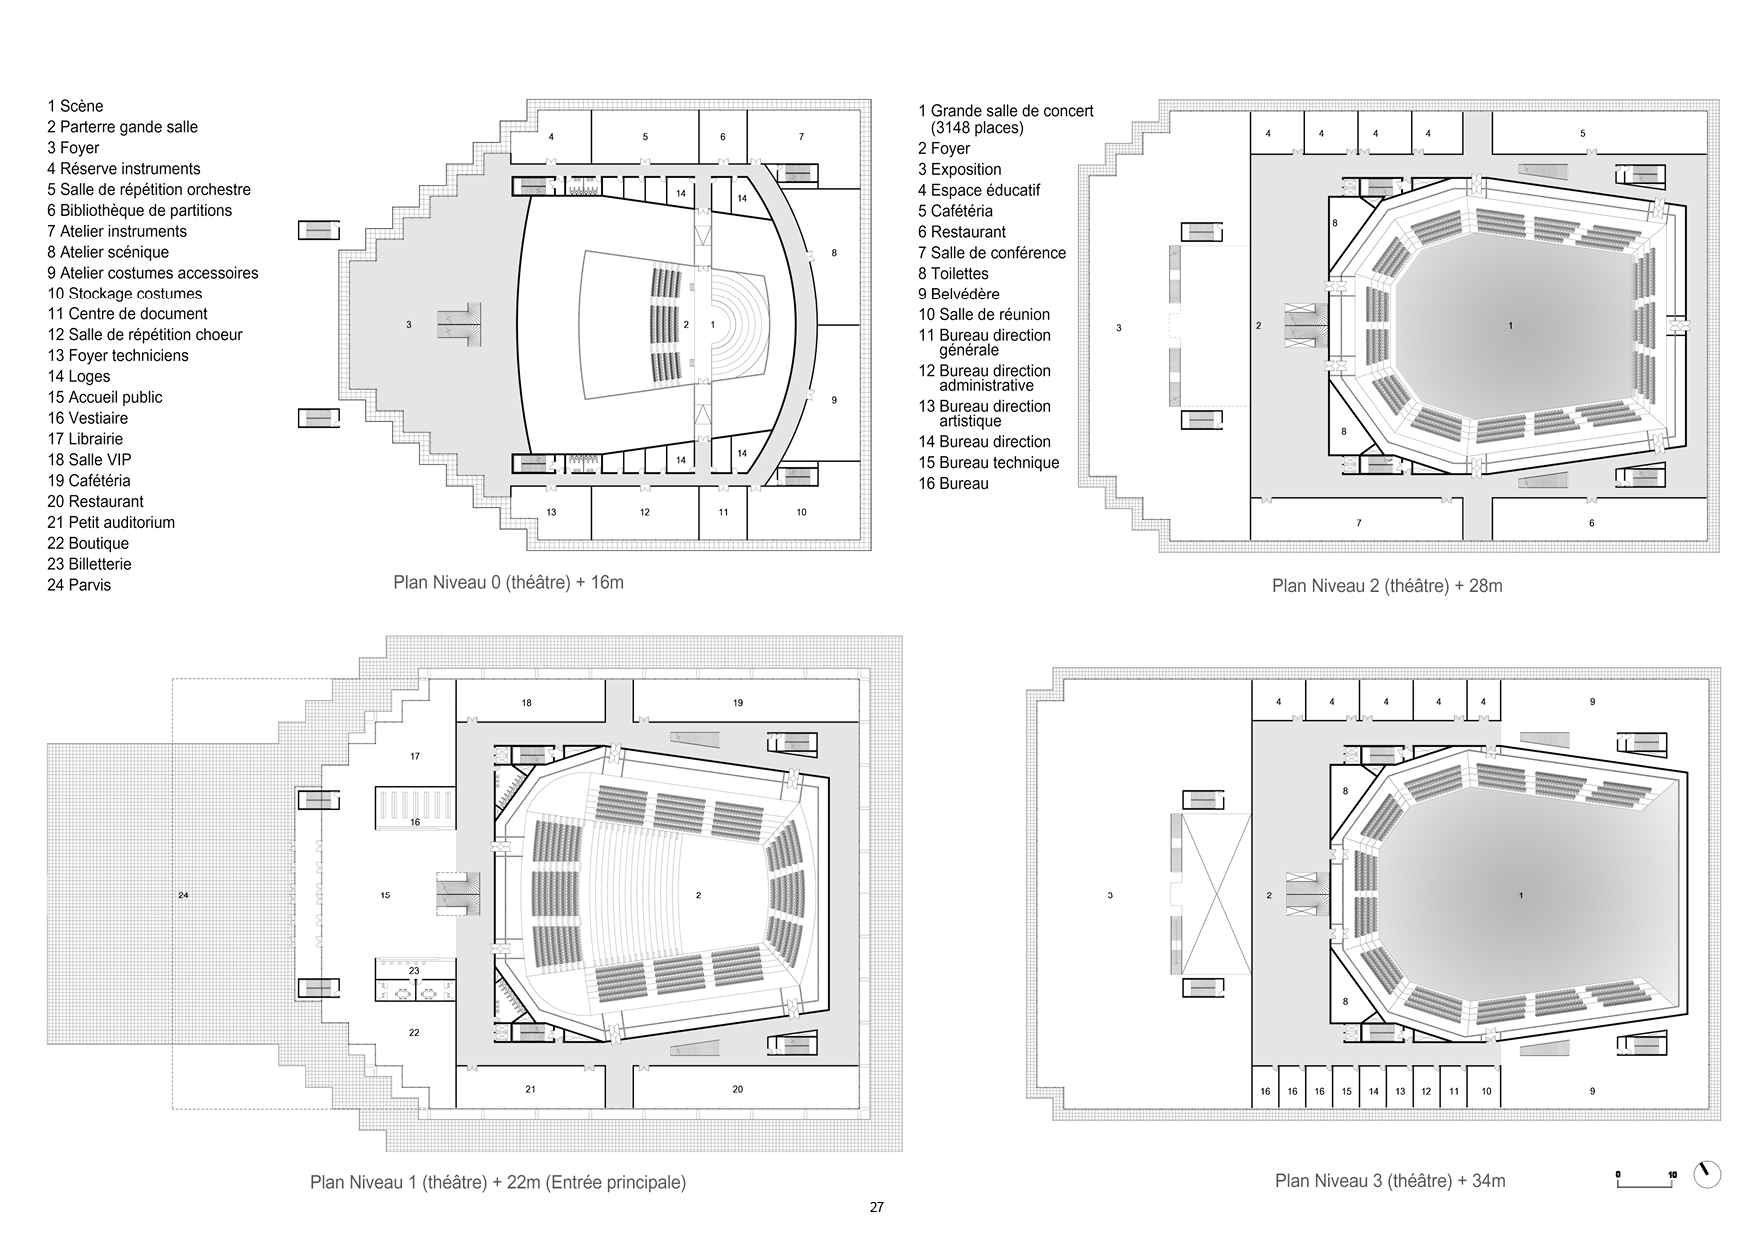 1 Scène
2 Parterre gande salle
3 Foyer
4 Réserve instruments
5 Salle de répétition orchestre
6 Bibliothèque de partitions
7 Atelier instruments
8 Atelier scénique
9 Atelier costumes accessoires
10 Stockage costumes
11 Centre de document
12 Salle de répétition choeur
13 Foyer techniciens
14 Loges
15 Accueil public
16 Vestiaire
17 Librairie
18 Salle VIP
19 Cafétéria
20 Restaurant
21 Petit auditorium
22 Boutique
23 Billetterie
24 Parvis
4 5 6 7
14 14
8
3 2 1
9
14 14
13 12 11 10
Plan Niveau 0 (théâtre) + 16m
1 Grande salle de concert
(3148 places)
2 Foyer
3 Exposition
4 Espace éducatif
5 Cafétéria
6 Restaurant
7 Salle de conférence
8 Toilettes
9 Belvédère
10 Salle de réunion
11 Bureau direction
générale
12 Bureau direction
administrative
13 Bureau direction
artistique
14 Bureau direction
15 Bureau technique
16 Bureau
4 4 4 4 5
8
3 2 1
8
7 6
Plan Niveau 2 (théâtre) + 28m
18 19
17
16
24 15 2
23
22
21 20
Plan Niveau 1 (théâtre) + 22m (Entrée principale)
4 4 4 4 4 9
8
3 2 1
8
16 16 16 15 14 13 12 11 10 9
Plan Niveau 3 (théâtre) + 34m
0 10
27